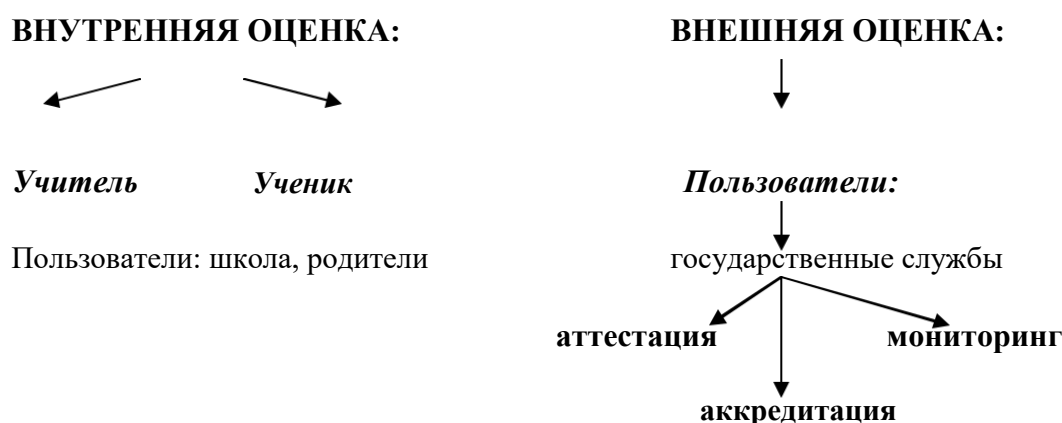 ВНУТРЕННЯЯ ОЦЕНКА:
ВНЕШНЯЯ ОЦЕНКА:
Учитель
Ученик
Пользователи:
Пользователи: школа, родители
государственные службы
аттестация
мониторинг
аккредитация